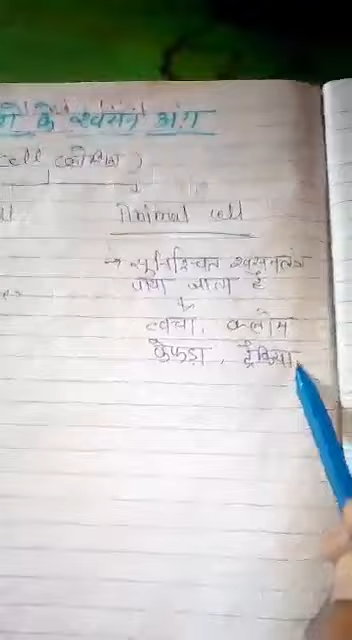 के श्वसन अंग
cell (कोशिका)
Animal cell
→ सुनिश्चित श्वसनतंत्र
पाया जाता है
त्वचा, क्लोम
फेफड़ा, ट्रैकिया